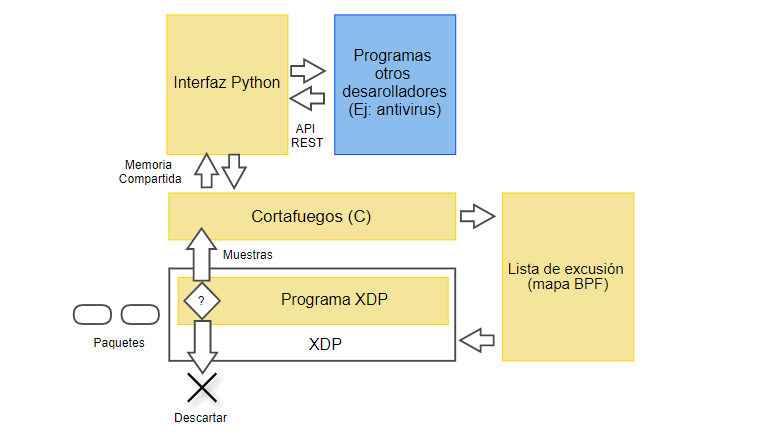 Interfaz Python
Programas
otros
desarolladores
(Ej: antivirus)
API
REST
Memoria
Compartida
Cortafuegos (C)
Muestras
Lista de excusión
(mapa BPF)
?
Programa XDP
XDP
Paquetes
Descartar